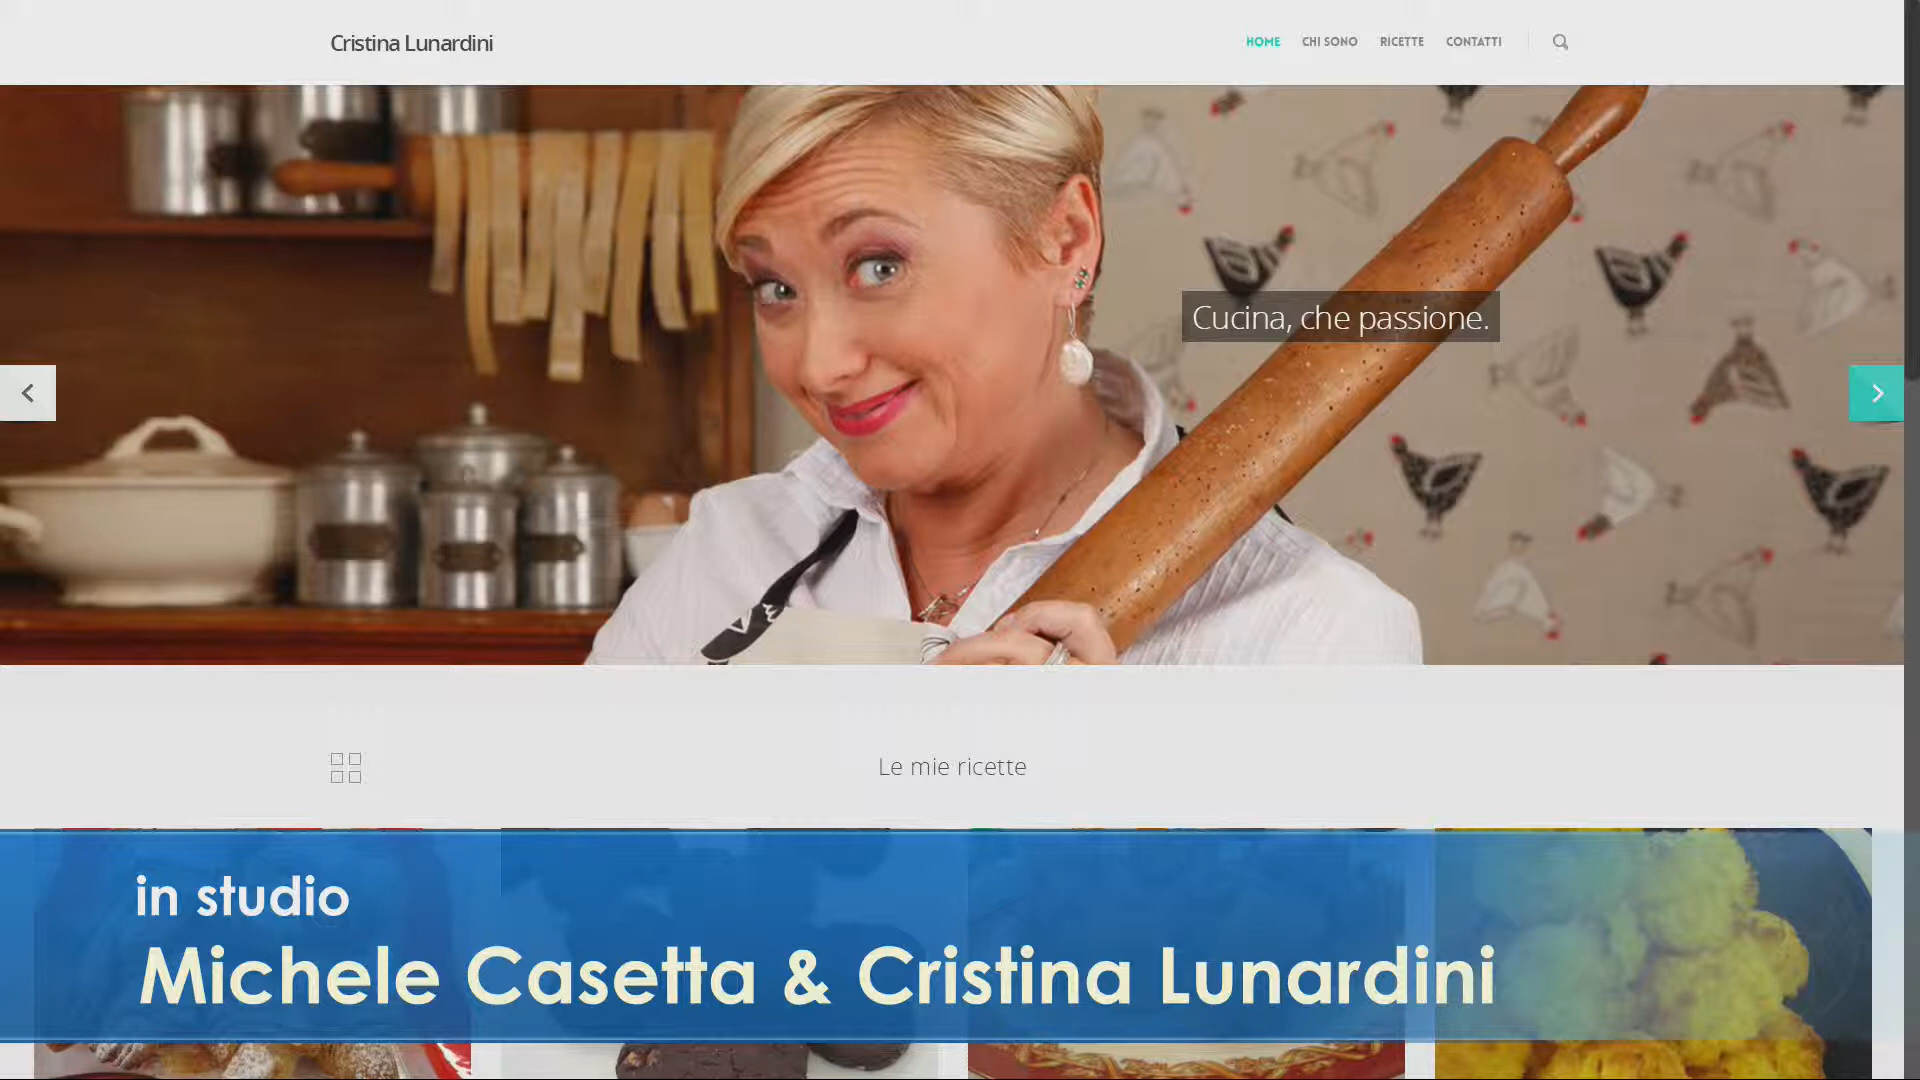 Cristina Lunardini
HOME CHI SONO RICETTE CONTATTI
Cucina, che passione.
Le mie ricette
in studio
Michele Casetta & Cristina Lunardini